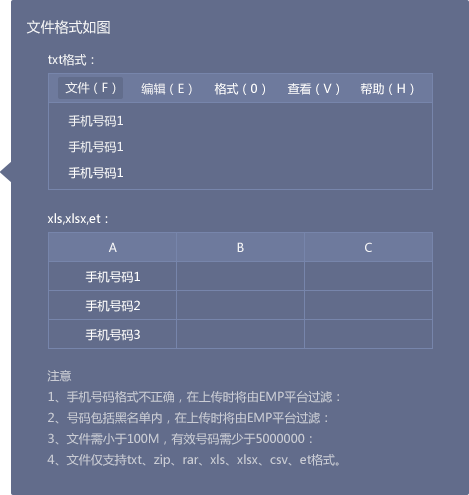 文件格式如图
txt格式：
文件（F） 编辑（E） 格式（0） 查看（V） 帮助（H）
手机号码1
手机号码1
手机号码1
xls,xlsx,et：
A B C
手机号码1
手机号码2
手机号码3
注意
1、手机号码格式不正确，在上传时将由EMP平台过滤：
2、号码包括黑名单内，在上传时将由EMP平台过滤：
3、文件需小于100M，有效号码需少于5000000：
4、文件仅支持txt、zip、rar、xls、xlsx、csv、et格式。